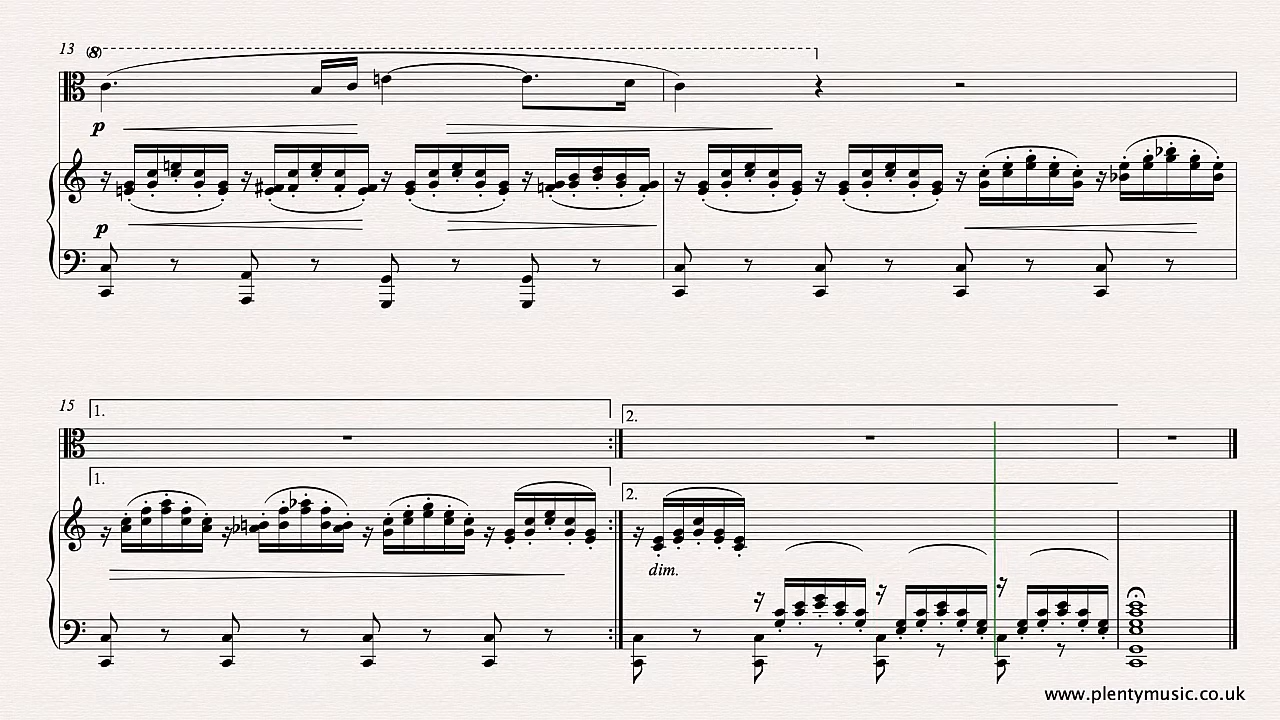 13 (8)
p
p
15 1. 2.
1. 2.
dim.
www.plentymusic.co.uk